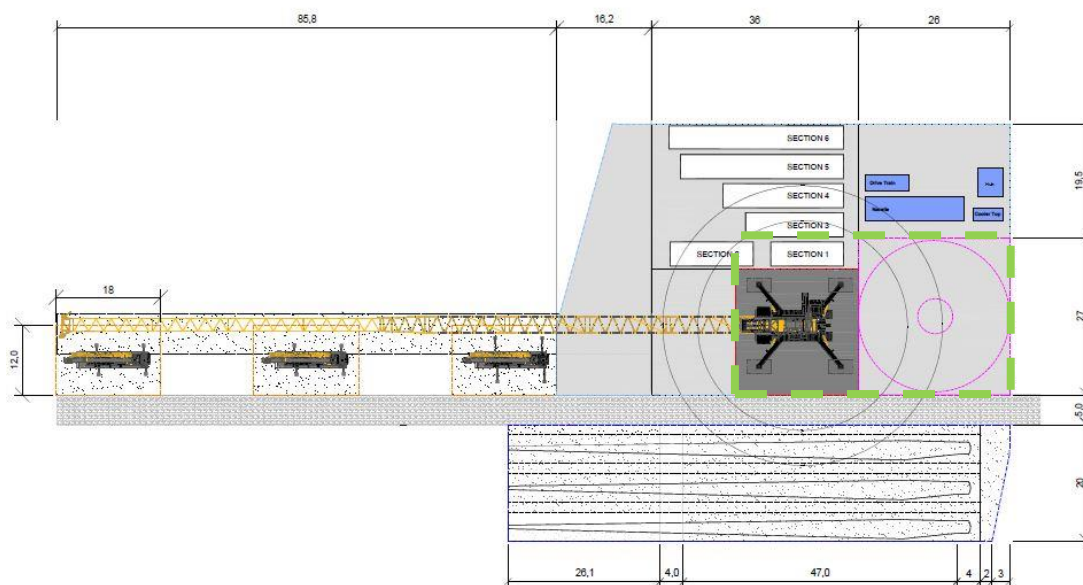 85,8
16,2
36
26
SECTION 6
SECTION 5
SECTION 4
SECTION 3
SECTION 1
Drive Train
Hub
Nacelle
Cooler Top
19,5
18
12,0
27
5,0
20
26,1
4,0
47,0
4
2
3